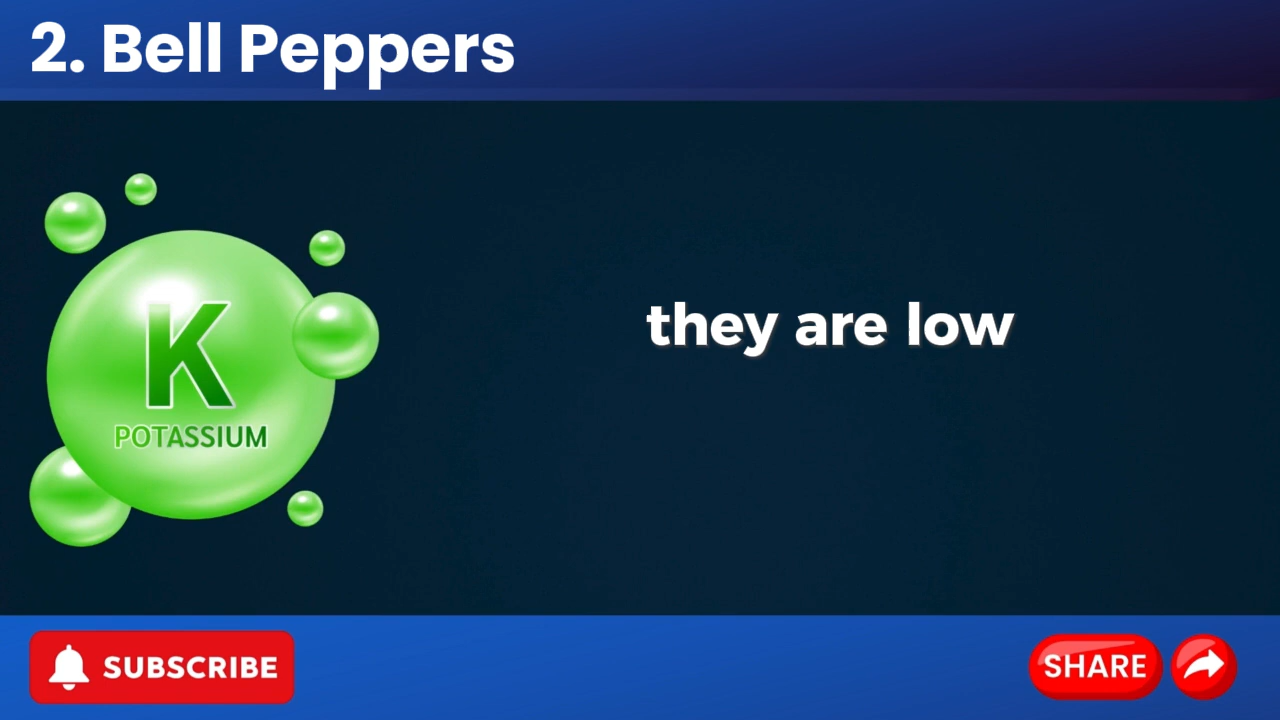 2. Bell Peppers
they are low
K
POTASSIUM
SUBSCRIBE
SHARE